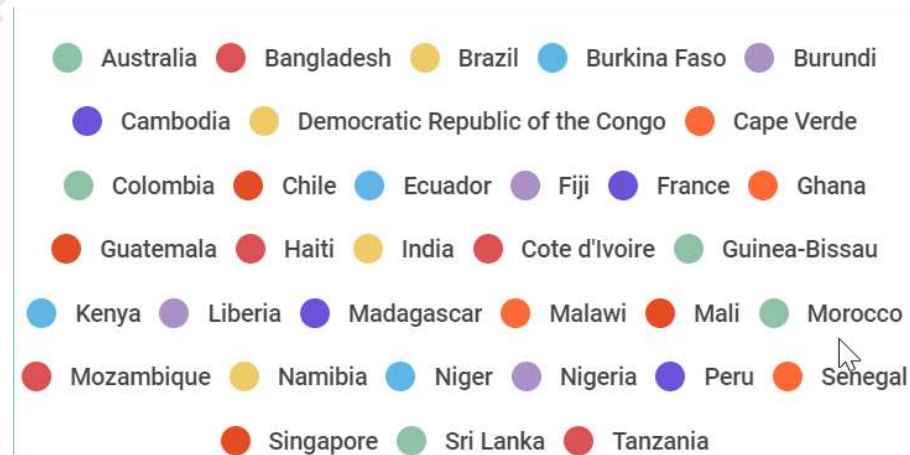 Australia Bangladesh Brazil Burkina Faso Burundi
Cambodia Democratic Republic of the Congo Cape Verde
Colombia Chile Ecuador Fiji France Ghana
Guatemala Haiti India Cote d'Ivoire Guinea-Bissau
Kenya Liberia Madagascar Malawi Mali Morocco
Mozambique Namibia Niger Nigeria Peru Senegal
Singapore Sri Lanka Tanzania